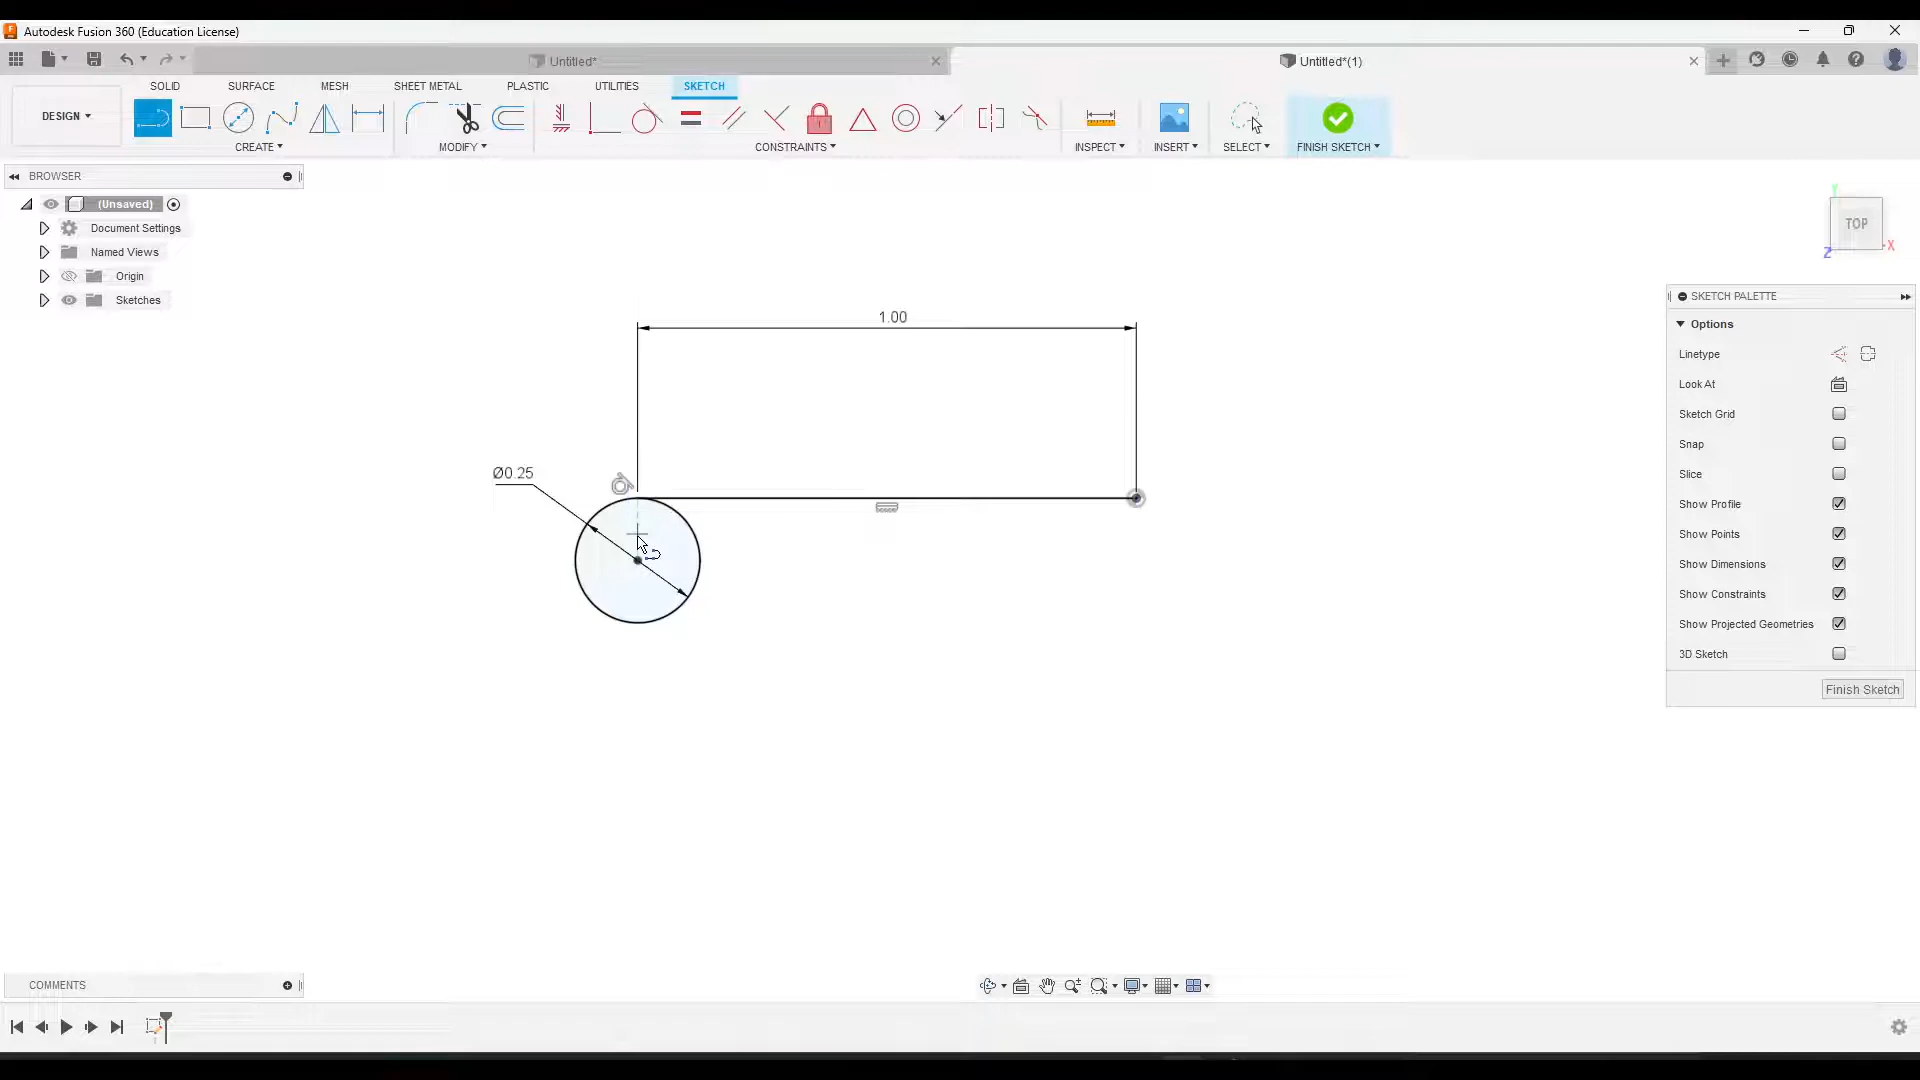 Autodesk Fusion 360 (Education License)
Untitled*
Untitled*(1)
SOLID
SURFACE
MESH
SHEET METAL
PLASTIC
UTILITIES
SKETCH
DESIGN
CREATE
MODIFY
CONSTRAINTS
INSPECT
INSERT
SELECT
FINISH SKETCH
BROWSER
(Unsaved)
Document Settings
Named Views
Origin
Sketches
Y
TOP
X
Z
1.00
Ø0.25
SKETCH PALETTE
Options
Linetype
Look At
Sketch Grid
Snap
Slice
Show Profile
Show Points
Show Dimensions
Show Constraints
Show Projected Geometries
3D Sketch
Finish Sketch
COMMENTS